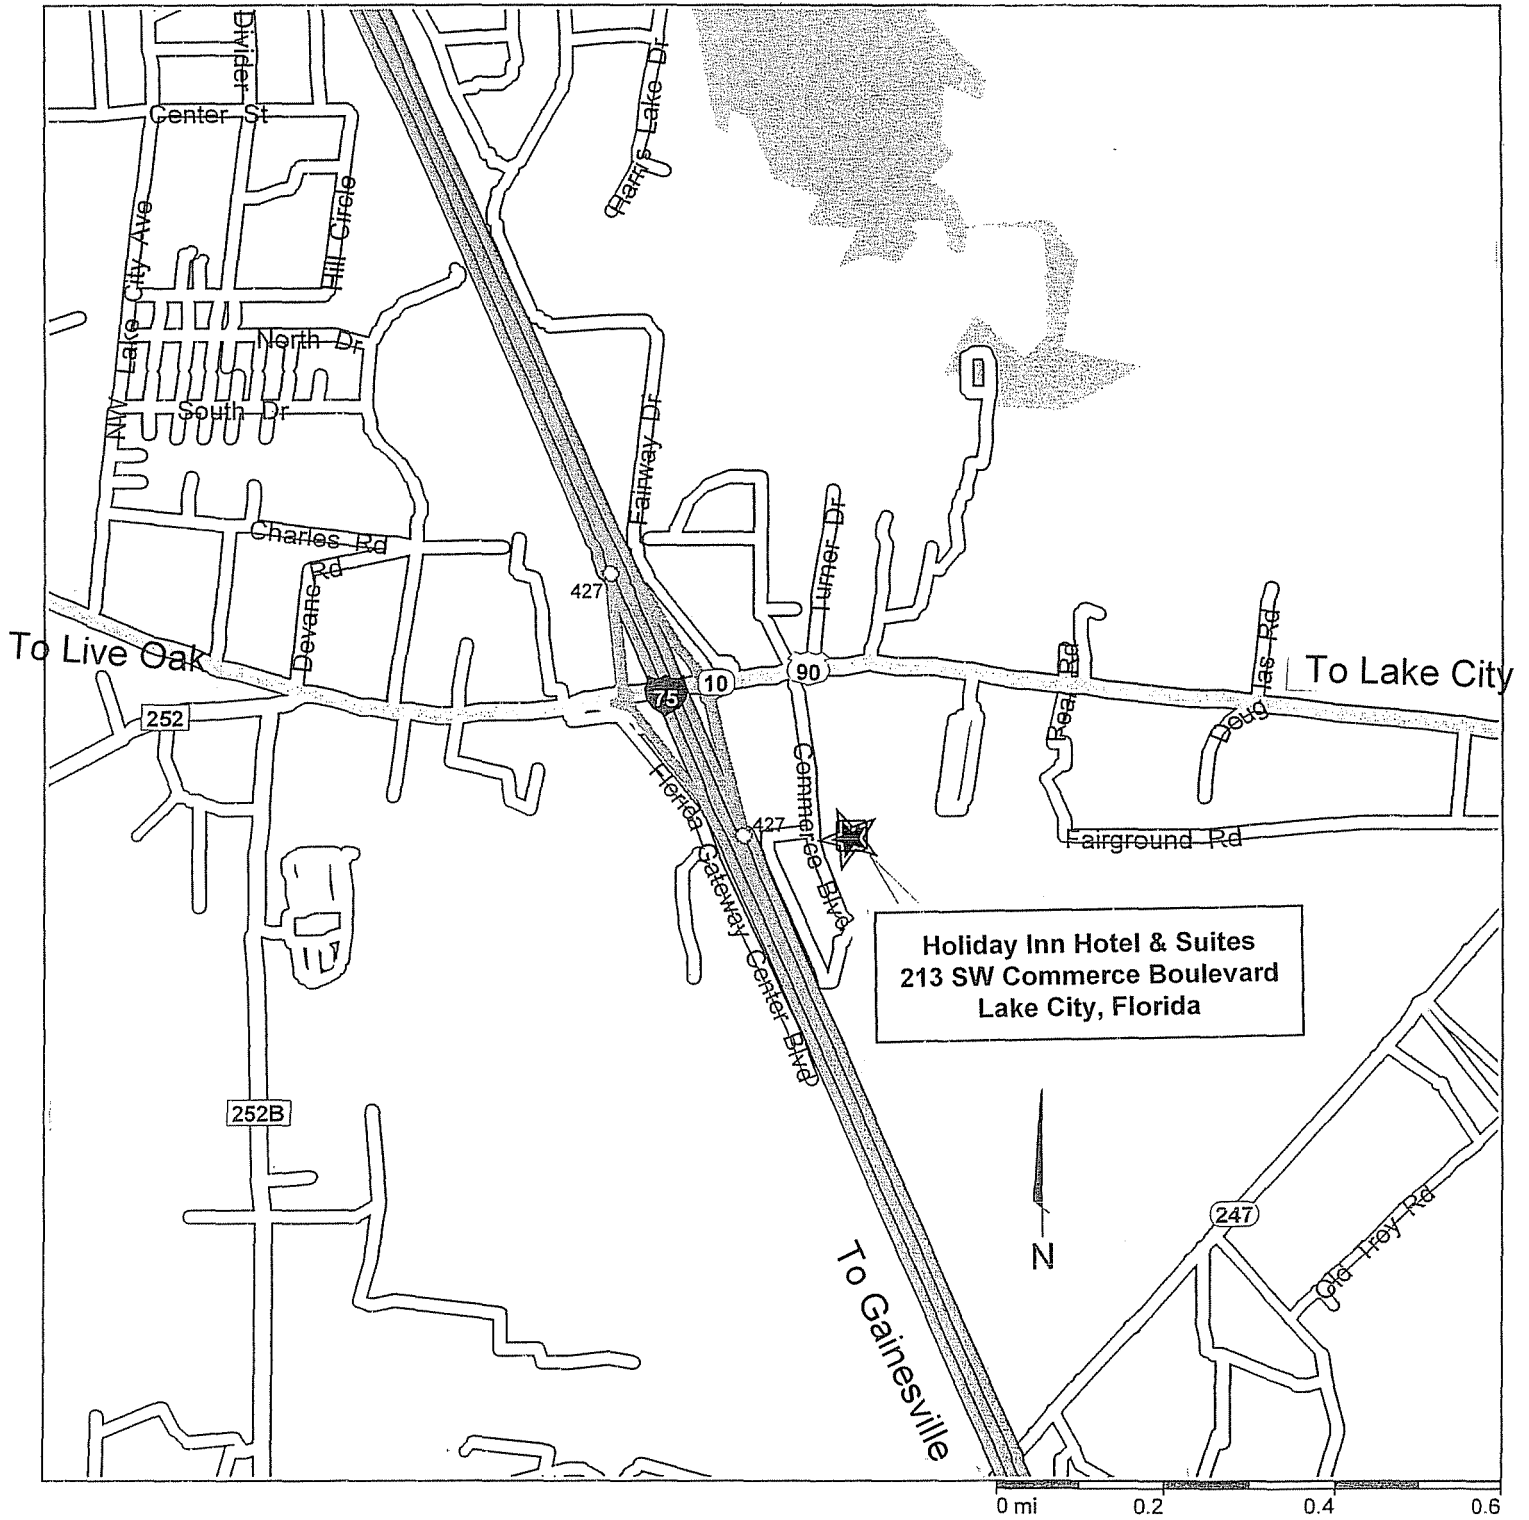 Divider
Center St
Harris Lake Dr
Hill Circle
NW Lake City Ave
North Dr
South Dr
Fairway Dr
Charles Rd
Devane Rd
Turner Dr
427
To Live Oak
252
75
10
90
Pearl Rd
Douglas Rd
To Lake City
Commerce Blvd
427
Florida Gateway Center Blvd
Fairground Rd
Holiday Inn Hotel & Suites
213 SW Commerce Boulevard
Lake City, Florida
252B
N
247
Old Troy Rd
To Gainesville
0 mi 0.2 0.4 0.6